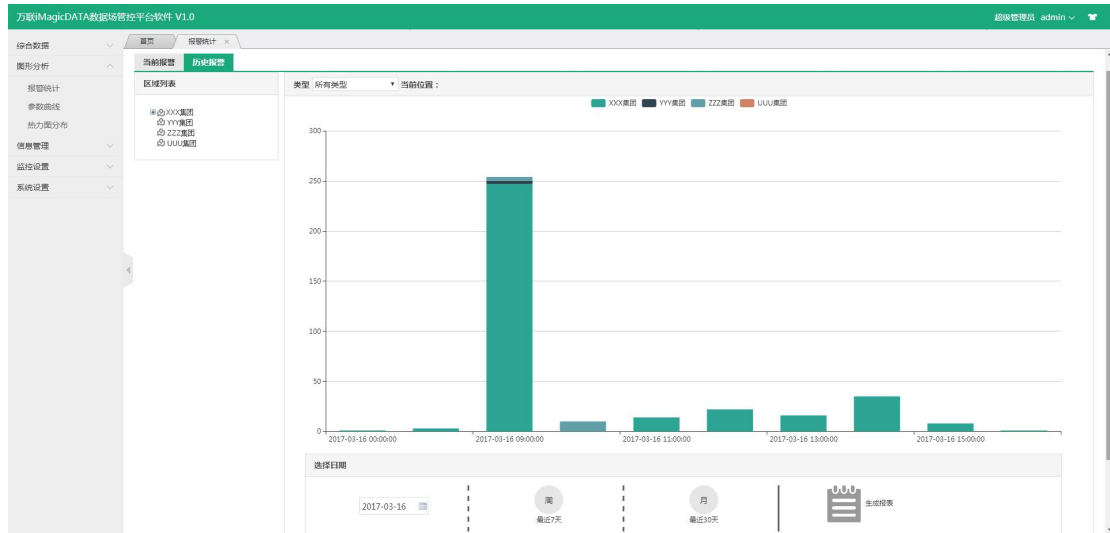 万联iMagicDATA数据场管控平台软件 V1.0
超级管理员 admin
综合数据
图形分析
报警统计
参数曲线
热力图分布
信息管理
监控设置
系统设置
首页 报警统计 ×
当前报警 历史报警
区域列表
XXX集团
YYY集团
ZZZ集团
UUU集团
类型 所有类型 当前位置：
XXX集团 YYY集团 ZZZ集团 UUU集团
300
250
200
150
100
50
0
2017-03-16 00:00:00 2017-03-16 09:00:00 2017-03-16 11:00:00 2017-03-16 13:00:00 2017-03-16 15:00:00
选择日期
2017-03-16
周
最近7天
月
最近30天
生成报表